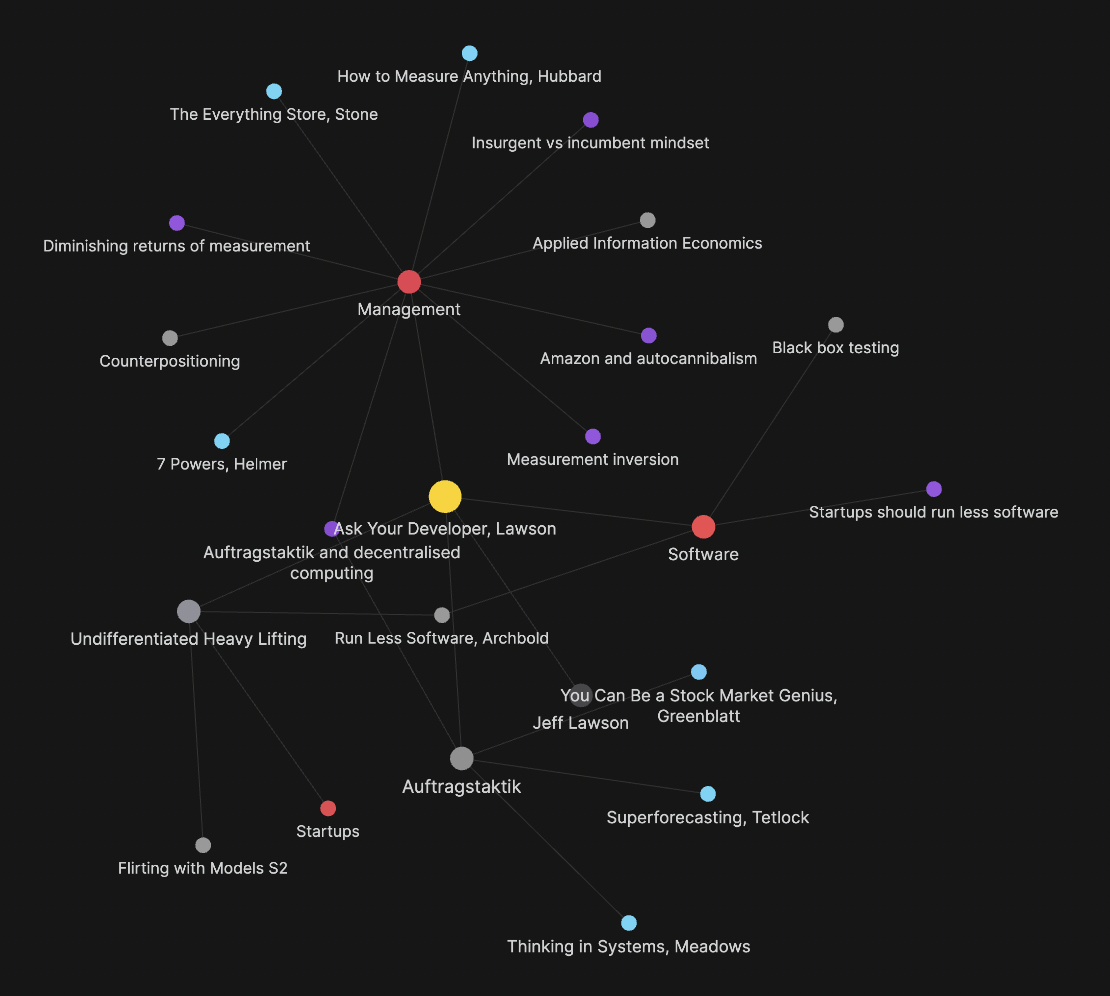 How to Measure Anything, Hubbard
The Everything Store, Stone
Insurgent vs incumbent mindset
Diminishing returns of measurement
Applied Information Economics
Management
Counterpositioning
Amazon and autocannibalism
Black box testing
7 Powers, Helmer
Measurement inversion
Startups should run less software
Ask Your Developer, Lawson
Auftragstaktik and decentralised
computing
Software
Undifferentiated Heavy Lifting
Run Less Software, Archbold
You Can Be a Stock Market Genius,
Greenblatt
Jeff Lawson
Auftragstaktik
Superforecasting, Tetlock
Startups
Flirting with Models S2
Thinking in Systems, Meadows